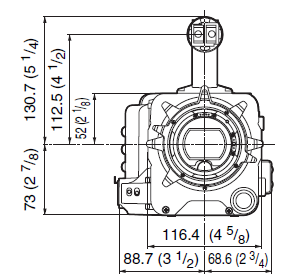 130.7 (5 1/4)
112.5 (4 1/2)
52 (2 1/8)
73 (2 7/8)
116.4 (4 5/8)
88.7 (3 1/2)
68.6 (2 3/4)